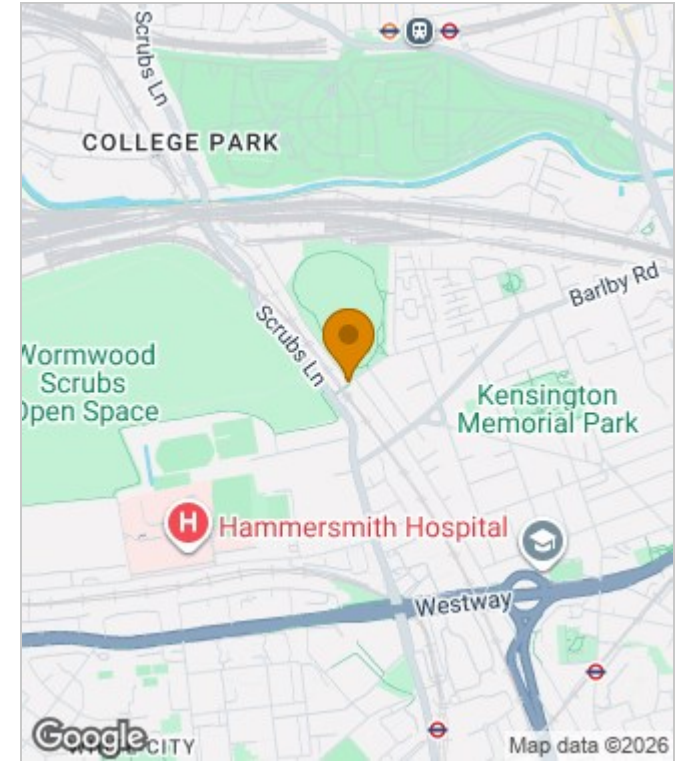 Scrubs Ln
COLLEGE PARK
Barlby Rd
Scrubs Ln
Wormwood
Scrubs
Open Space
Kensington
Memorial Park
H
Hammersmith Hospital
Westway
Google
CITY
Map data ©2026